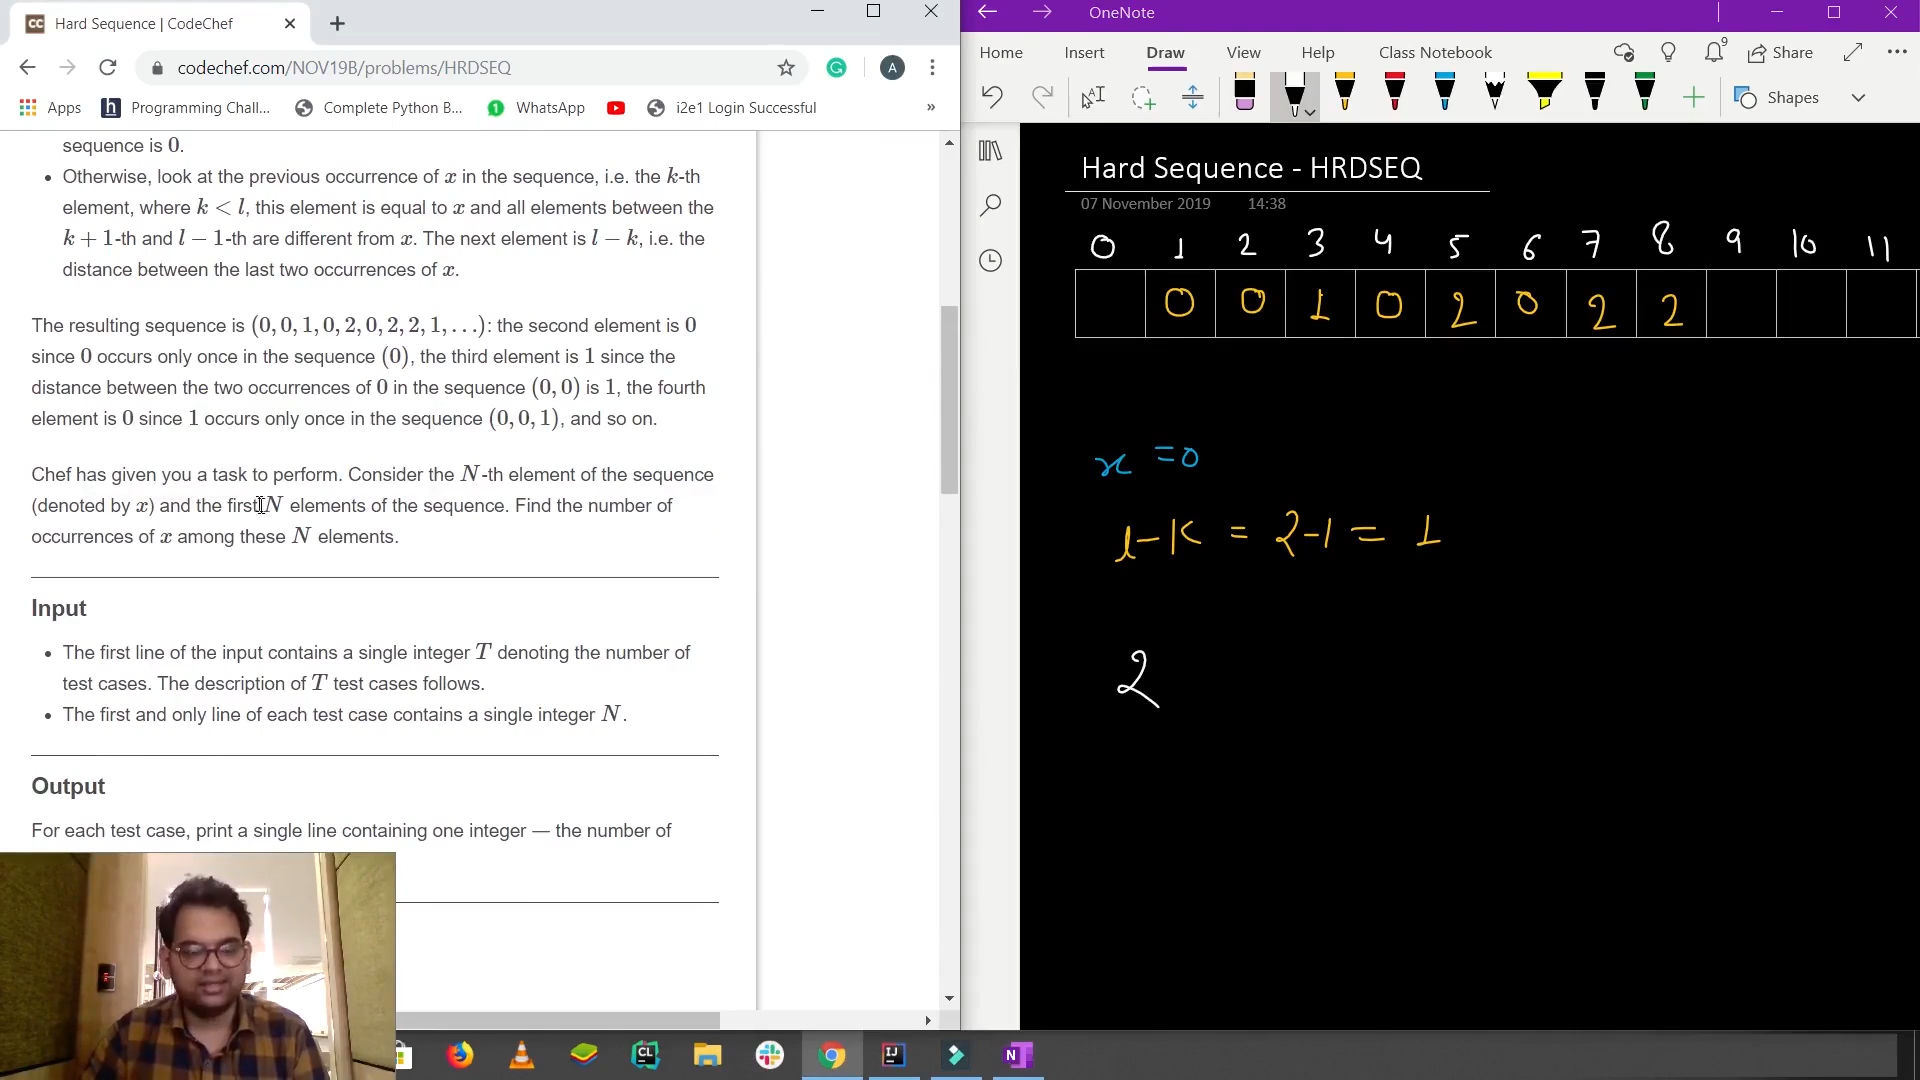 Hard Sequence | CodeChef
codechef.com/NOV19B/problems/HRDSEQ
A
Apps
Programming Chall...
Complete Python B...
WhatsApp
i2e1 Login Successful
»
sequence is 0.
• Otherwise, look at the previous occurrence of x in the sequence, i.e. the k-th
element, where k < l, this element is equal to x and all elements between the
k + 1-th and l − 1-th are different from x. The next element is l − k, i.e. the
distance between the last two occurrences of x.
The resulting sequence is (0, 0, 1, 0, 2, 0, 2, 2, 1, . . .): the second element is 0
since 0 occurs only once in the sequence (0), the third element is 1 since the
distance between the two occurrences of 0 in the sequence (0, 0) is 1, the fourth
element is 0 since 1 occurs only once in the sequence (0, 0, 1), and so on.
Chef has given you a task to perform. Consider the N-th element of the sequence
(denoted by x) and the first N elements of the sequence. Find the number of
occurrences of x among these N elements.
Input
• The first line of the input contains a single integer T denoting the number of
test cases. The description of T test cases follows.
• The first and only line of each test case contains a single integer N.
Output
For each test case, print a single line containing one integer — the number of
OneNote
Home Insert Draw View Help Class Notebook
9
Share
Shapes
Hard Sequence - HRDSEQ
07 November 2019 14:38
0 1 2 3 4 5 6 7 8 9 10 11
0 0 1 0 2 0 2 2
x = 0
l - K = 2 - 1 = 1
2